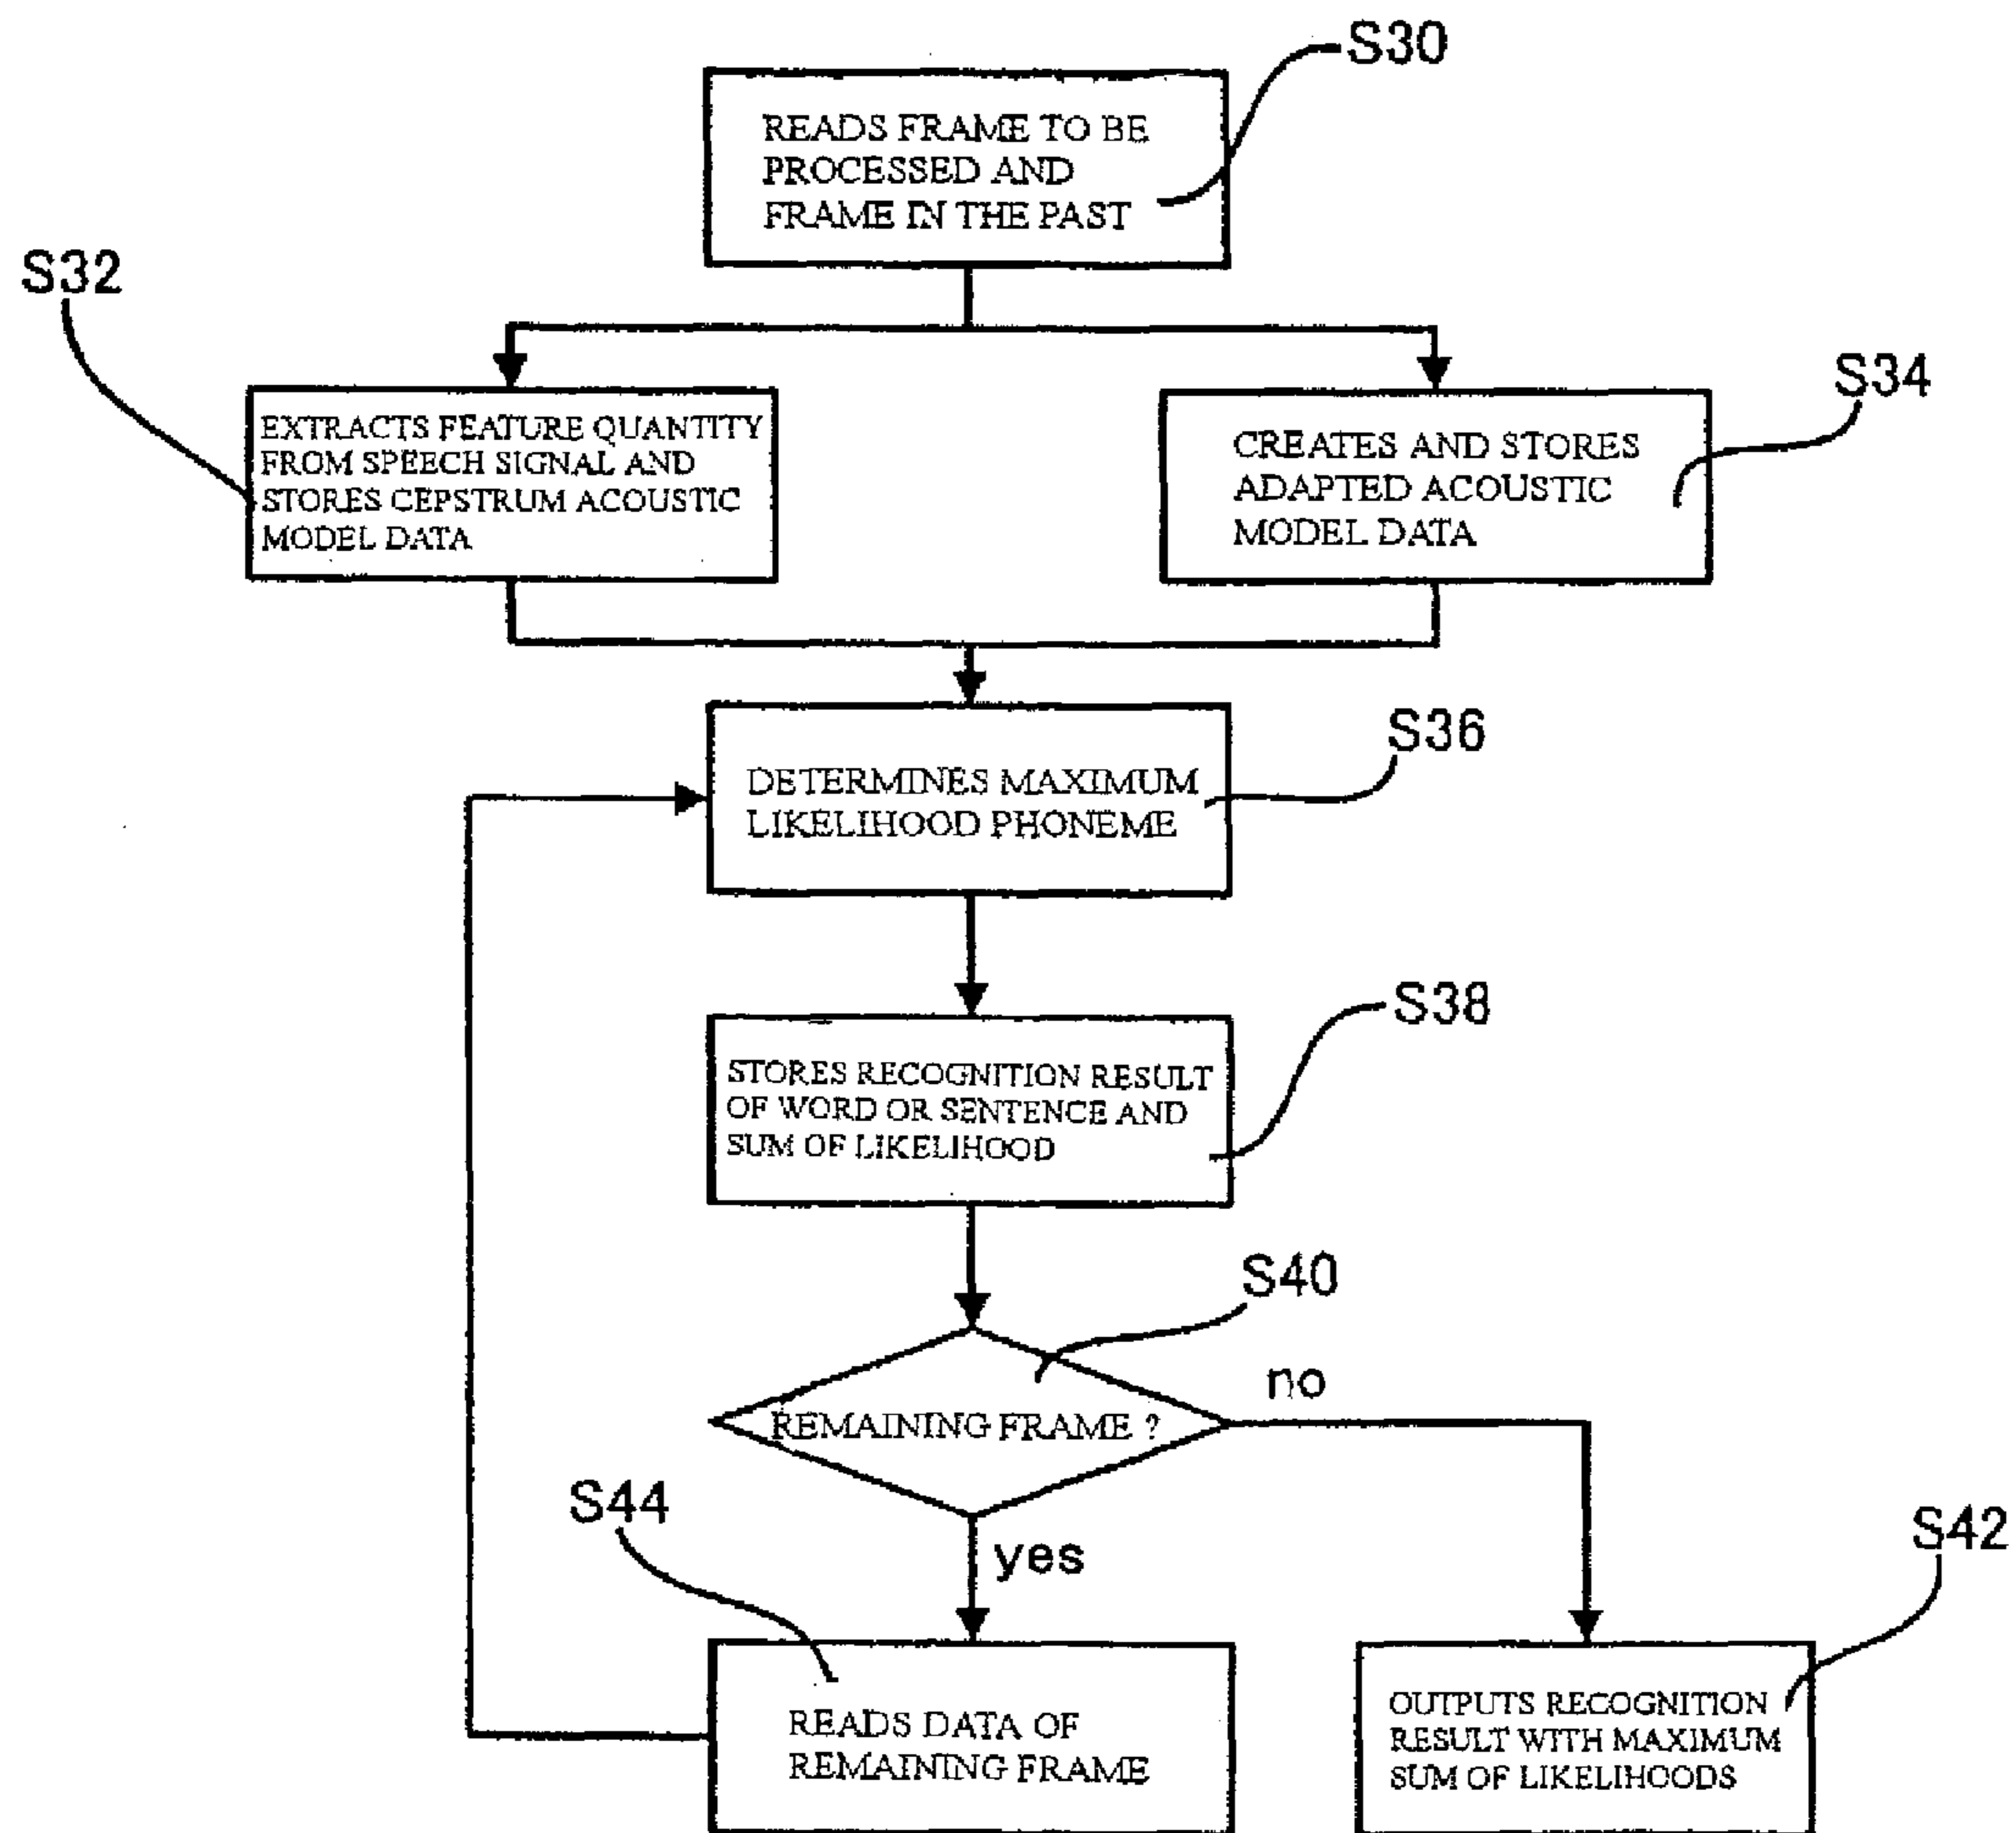 S30
READS FRAME TO BE
PROCESSED AND
FRAME IN THE PAST
S32
EXTRACTS FEATURE QUANTITY
FROM SPEECH SIGNAL AND
STORES CEPSTRUM ACOUSTIC
MODEL DATA
S34
CREATES AND STORES
ADAPTED ACOUSTIC
MODEL DATA
S36
DETERMINES MAXIMUM
LIKELIHOOD PHONEME
S38
STORES RECOGNITION RESULT
OF WORD OR SENTENCE AND
SUM OF LIKELIHOOD
S40
REMAINING FRAME ?
no
yes
S44
READS DATA OF
REMAINING FRAME
S42
OUTPUTS RECOGNITION
RESULT WITH MAXIMUM
SUM OF LIKELIHOODS